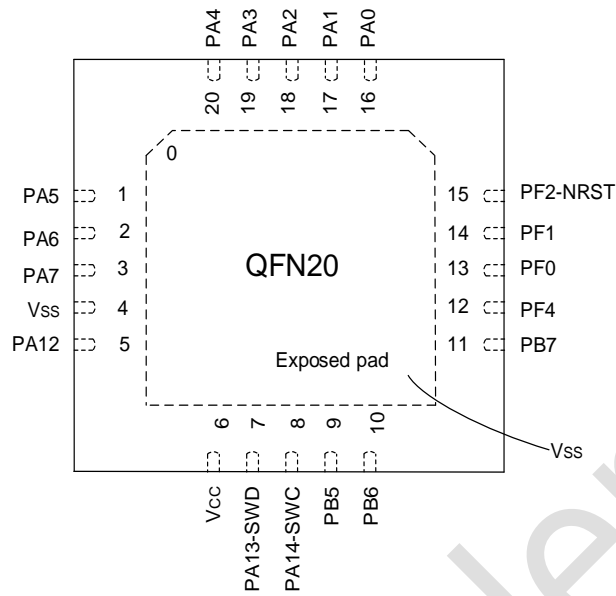 PA4
PA3
PA2
PA1
PA0
20
19
18
17
16
0
PA5
1
PA6
2
PA7
3
Vss
4
PA12
5
QFN20
Exposed pad
15
PF2-NRST
14
PF1
13
PF0
12
PF4
11
PB7
Vss
6
7
8
9
10
Vcc
PA13-SWD
PA14-SWC
PB5
PB6